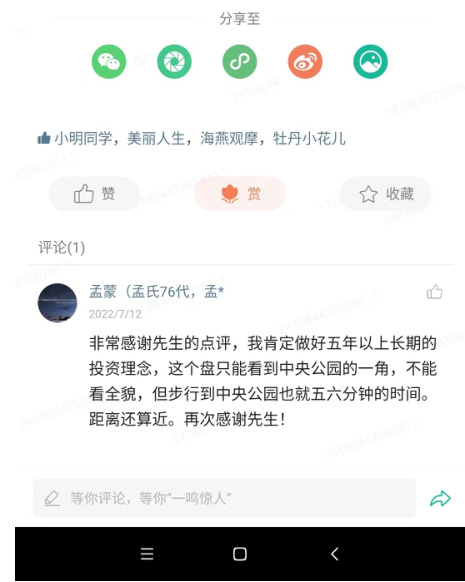 分享至
小明同学，美丽人生，海燕观摩，牡丹小花儿
赞
赏
收藏
评论(1)
孟蒙（孟氏76代，孟*
2022/7/12
非常感谢先生的点评，我肯定做好五年以上长期的
投资理念，这个盘只能看到中央公园的一角，不能
看全貌，但步行到中央公园也就五六分钟的时间。
距离还算近。再次感谢先生！
等你评论，等你“一鸣惊人”